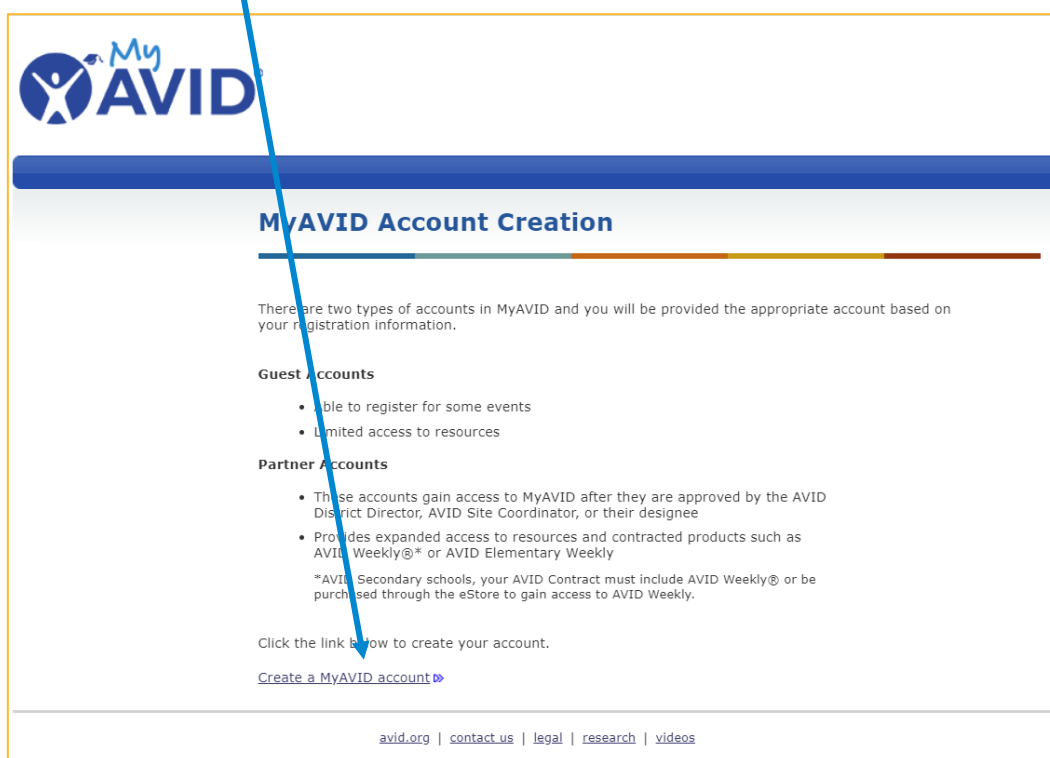 My
AVID
MyAVID Account Creation
There are two types of accounts in MyAVID and you will be provided the appropriate account based on
your registration information.
Guest Accounts
• Able to register for some events
• Limited access to resources
Partner Accounts
• These accounts gain access to MyAVID after they are approved by the AVID
District Director, AVID Site Coordinator, or their designee
• Provides expanded access to resources and contracted products such as
AVID Weekly®* or AVID Elementary Weekly
*AVID Secondary schools, your AVID Contract must include AVID Weekly® or be
purchased through the eStore to gain access to AVID Weekly.
Click the link below to create your account.
Create a MyAVID account
avid.org | contact us | legal | research | videos